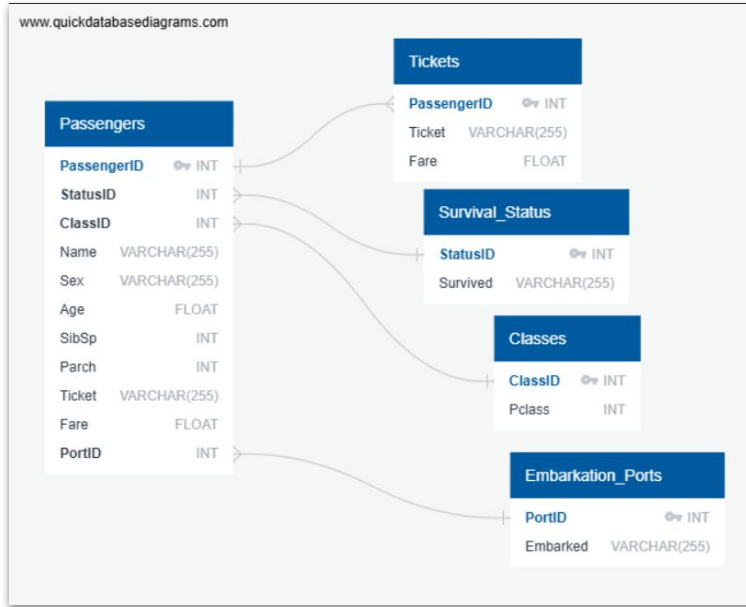 www.quickdatabasediagrams.com
Passengers
PassengerID INT
StatusID INT
ClassID INT
Name VARCHAR(255)
Sex VARCHAR(255)
Age FLOAT
SibSp INT
Parch INT
Ticket VARCHAR(255)
Fare FLOAT
PortID INT
Tickets
PassengerID INT
Ticket VARCHAR(255)
Fare FLOAT
Survival_Status
StatusID INT
Survived VARCHAR(255)
Classes
ClassID INT
Pclass INT
Embarkation_Ports
PortID INT
Embarked VARCHAR(255)